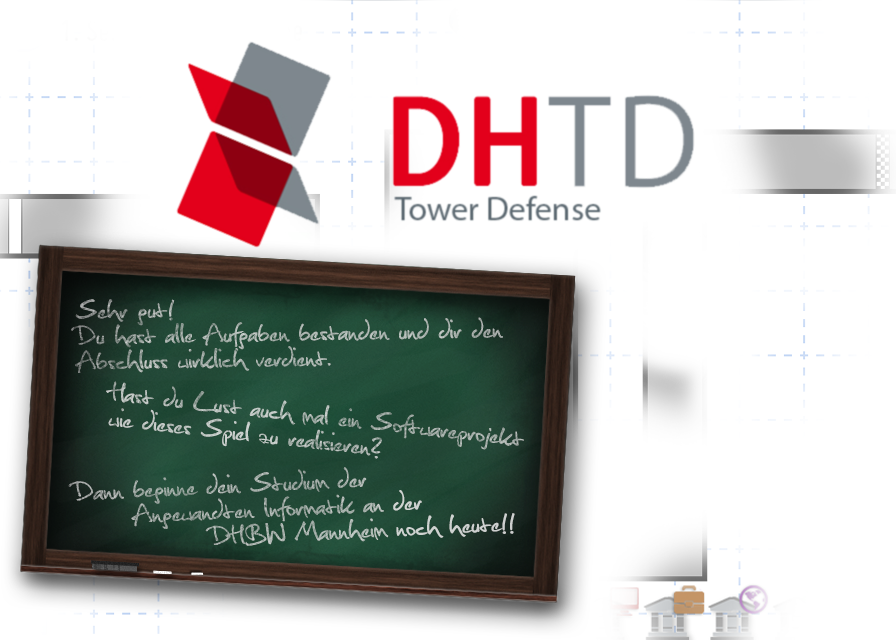 DHTD
Tower Defense
Sehr gut!
Du hast alle Aufgaben bestanden und dir den
Abschluss wirklich verdient.
Hast du Lust auch mal ein Softwareprojekt
wie dieses Spiel zu realisieren?
Dann beginne dein Studium der
Angewandten Informatik an der
DHBW Mannheim noch heute!!